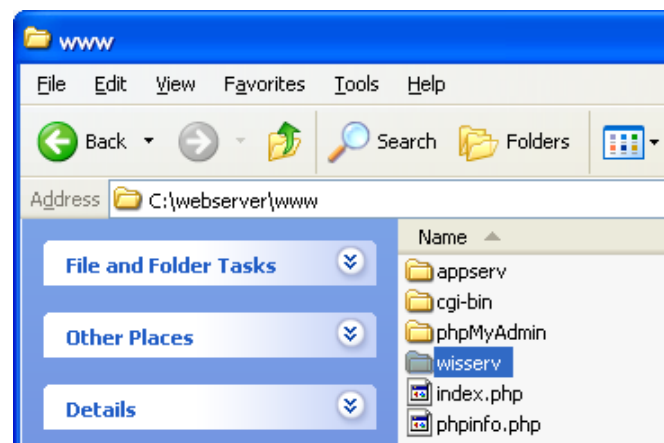 www
File Edit View Favorites Tools Help
Back Search Folders
Address C:\webserver\www
File and Folder Tasks
Other Places
Details
Name
appserv
cgi-bin
phpMyAdmin
wisserv
index.php
phpinfo.php